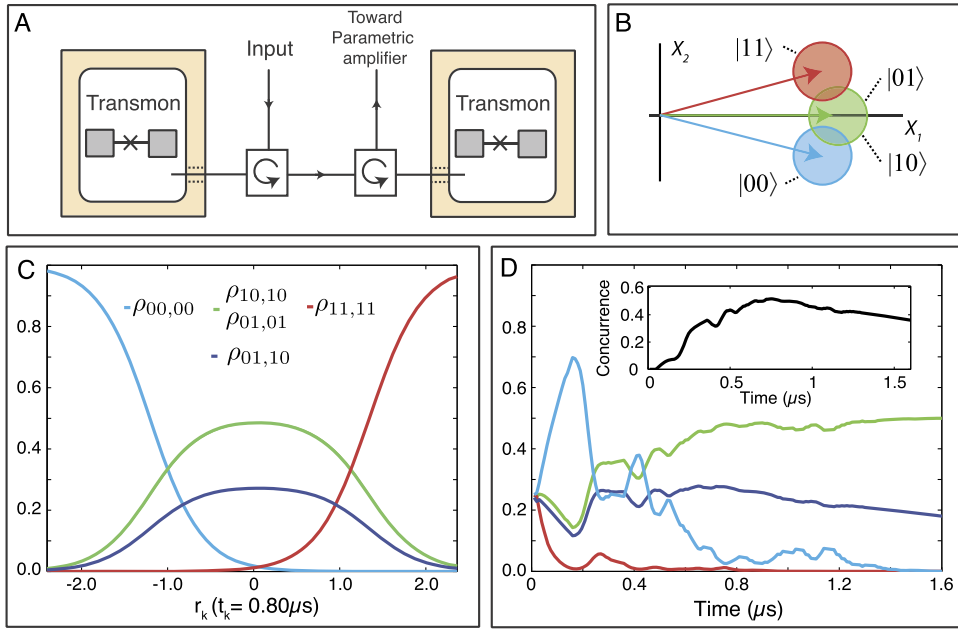 A
Input
Toward
Parametric
amplifier
Transmon
Transmon
B
X₂
|11⟩
|01⟩
X₁
|10⟩
|00⟩
C
ρ₀₀,₀₀
ρ₁₀,₁₀
ρ₀₁,₀₁
ρ₁₁,₁₁
ρ₀₁,₁₀
0.8
0.6
0.4
0.2
0.0
-2.0 -1.0 0 1.0 2.0
rₖ (tₖ= 0.80μs)
D
0.8
0.6
0.4
0.2
0.0
0 0.4 0.8 1.2 1.6
Time (μs)
Concurrence
0.6
0.4
0.2
0
0 0.5 1 1.5
Time (μs)